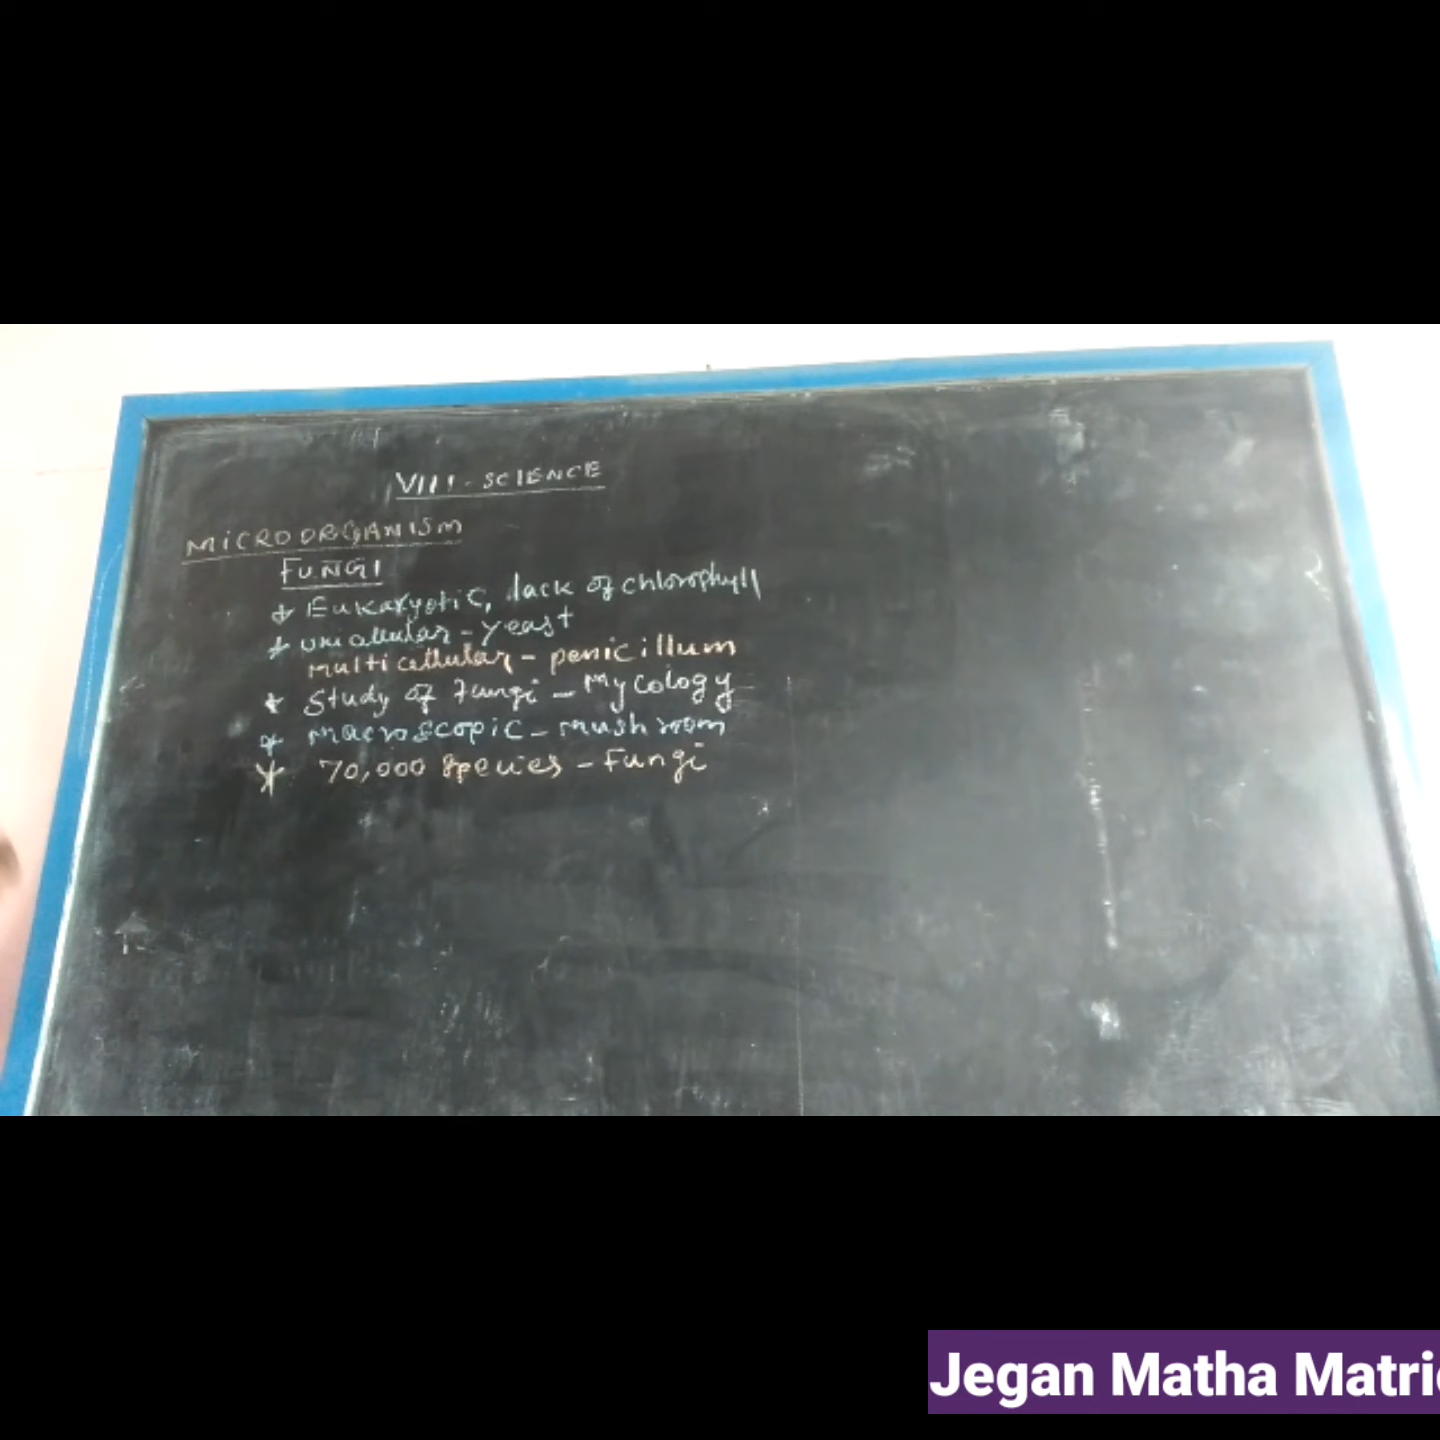 VIII - SCIENCE
MICROORGANISM
FUNGI
* Eukaryotic, lack of chlorophyll
* unicellular - yeast
multicellular - penicillum
* Study of Fungi - Mycology
* Macroscopic - mushroom
* 70,000 Species - Fungi
Jegan Matha Matric